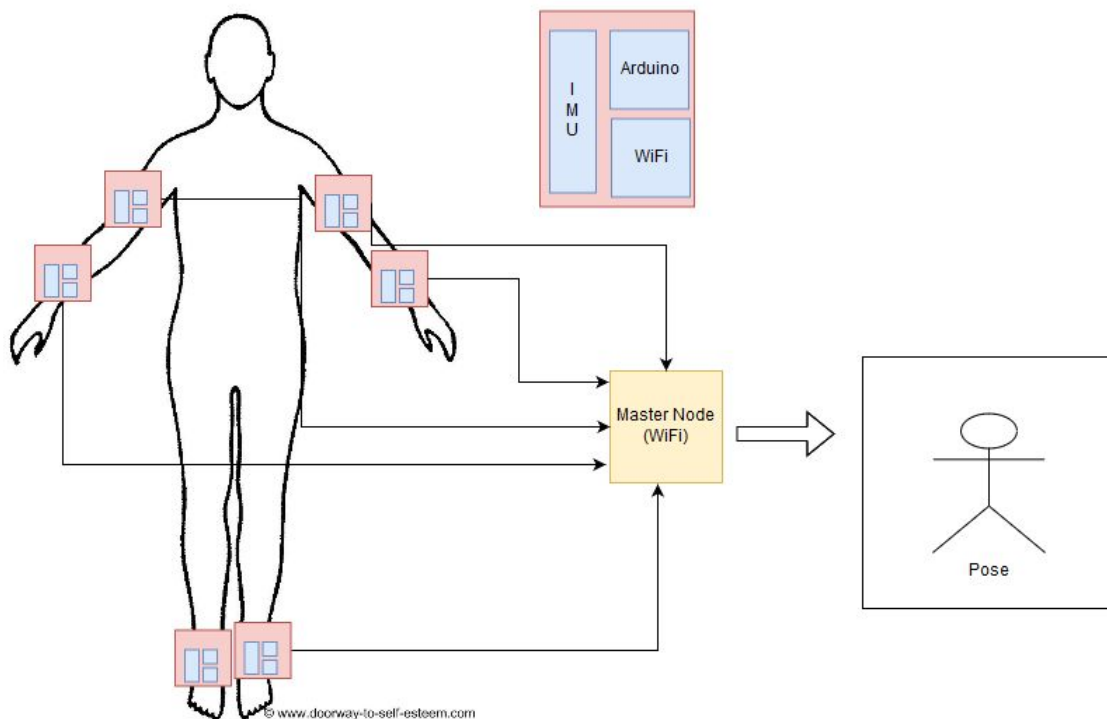 I
M
U
Arduino
WiFi
Master Node
(WiFi)
Pose
© www.doorway-to-self-esteem.com